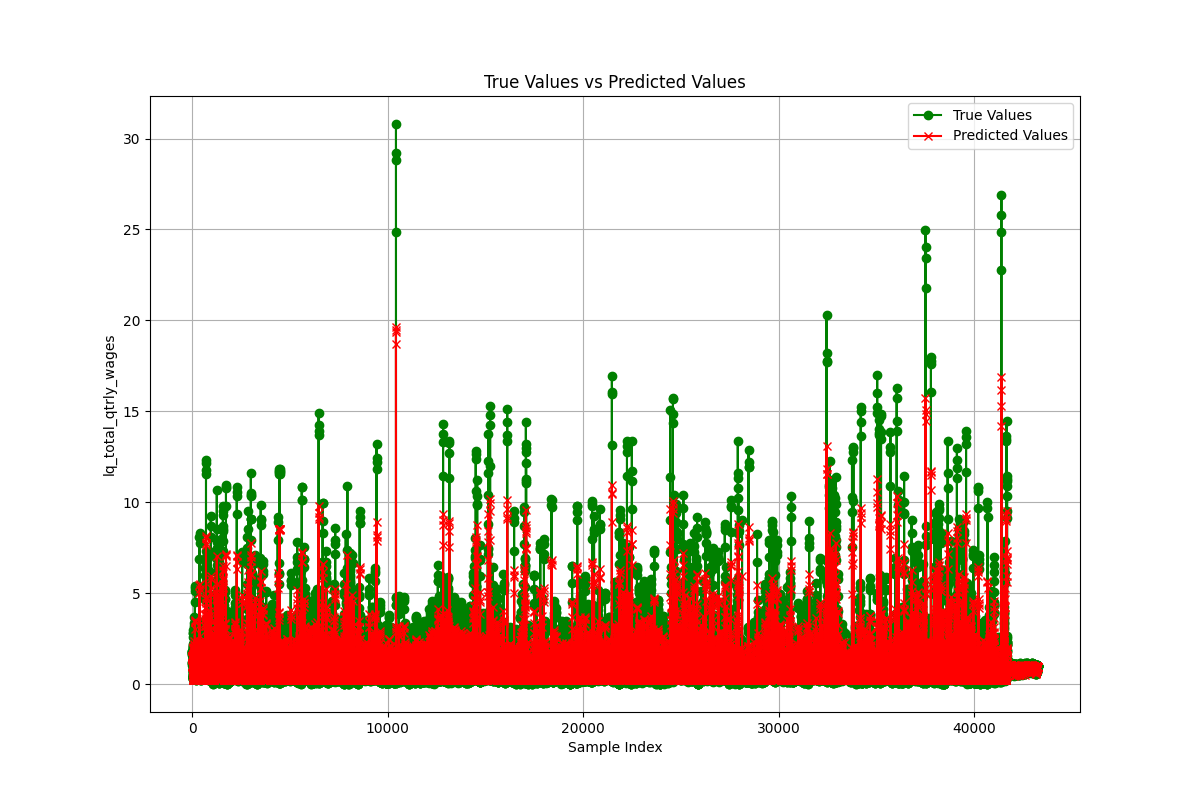 True Values vs Predicted Values
True Values
Predicted Values
30
25
20
15
10
5
0
lq_total_qtrly_wages
0 10000 20000 30000 40000
Sample Index